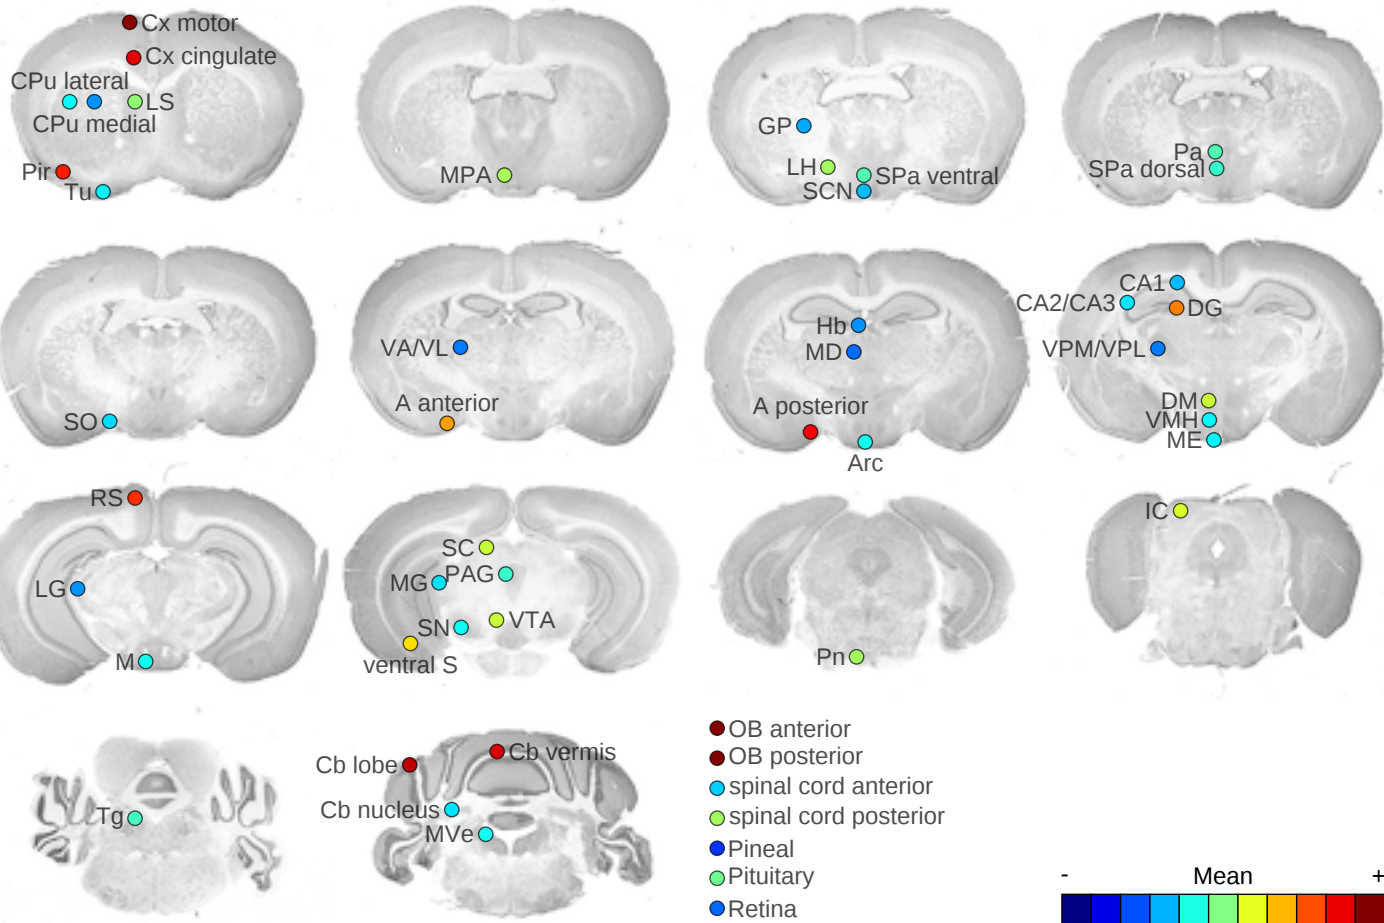 Cx motor
Cx cingulate
CPu lateral
LS
CPu medial
Pir
Tu
MPA
GP
LH
SPa ventral
SCN
Pa
SPa dorsal
SO
VA/VL
A anterior
Hb
MD
A posterior
Arc
CA1
CA2/CA3
DG
VPM/VPL
DM
VMH
ME
RS
LG
M
SC
MG
PAG
SN
VTA
ventral S
Pn
IC
Tg
Cb lobe
Cb vermis
Cb nucleus
MVe
OB anterior
OB posterior
spinal cord anterior
spinal cord posterior
Pineal
Pituitary
Retina
- Mean +